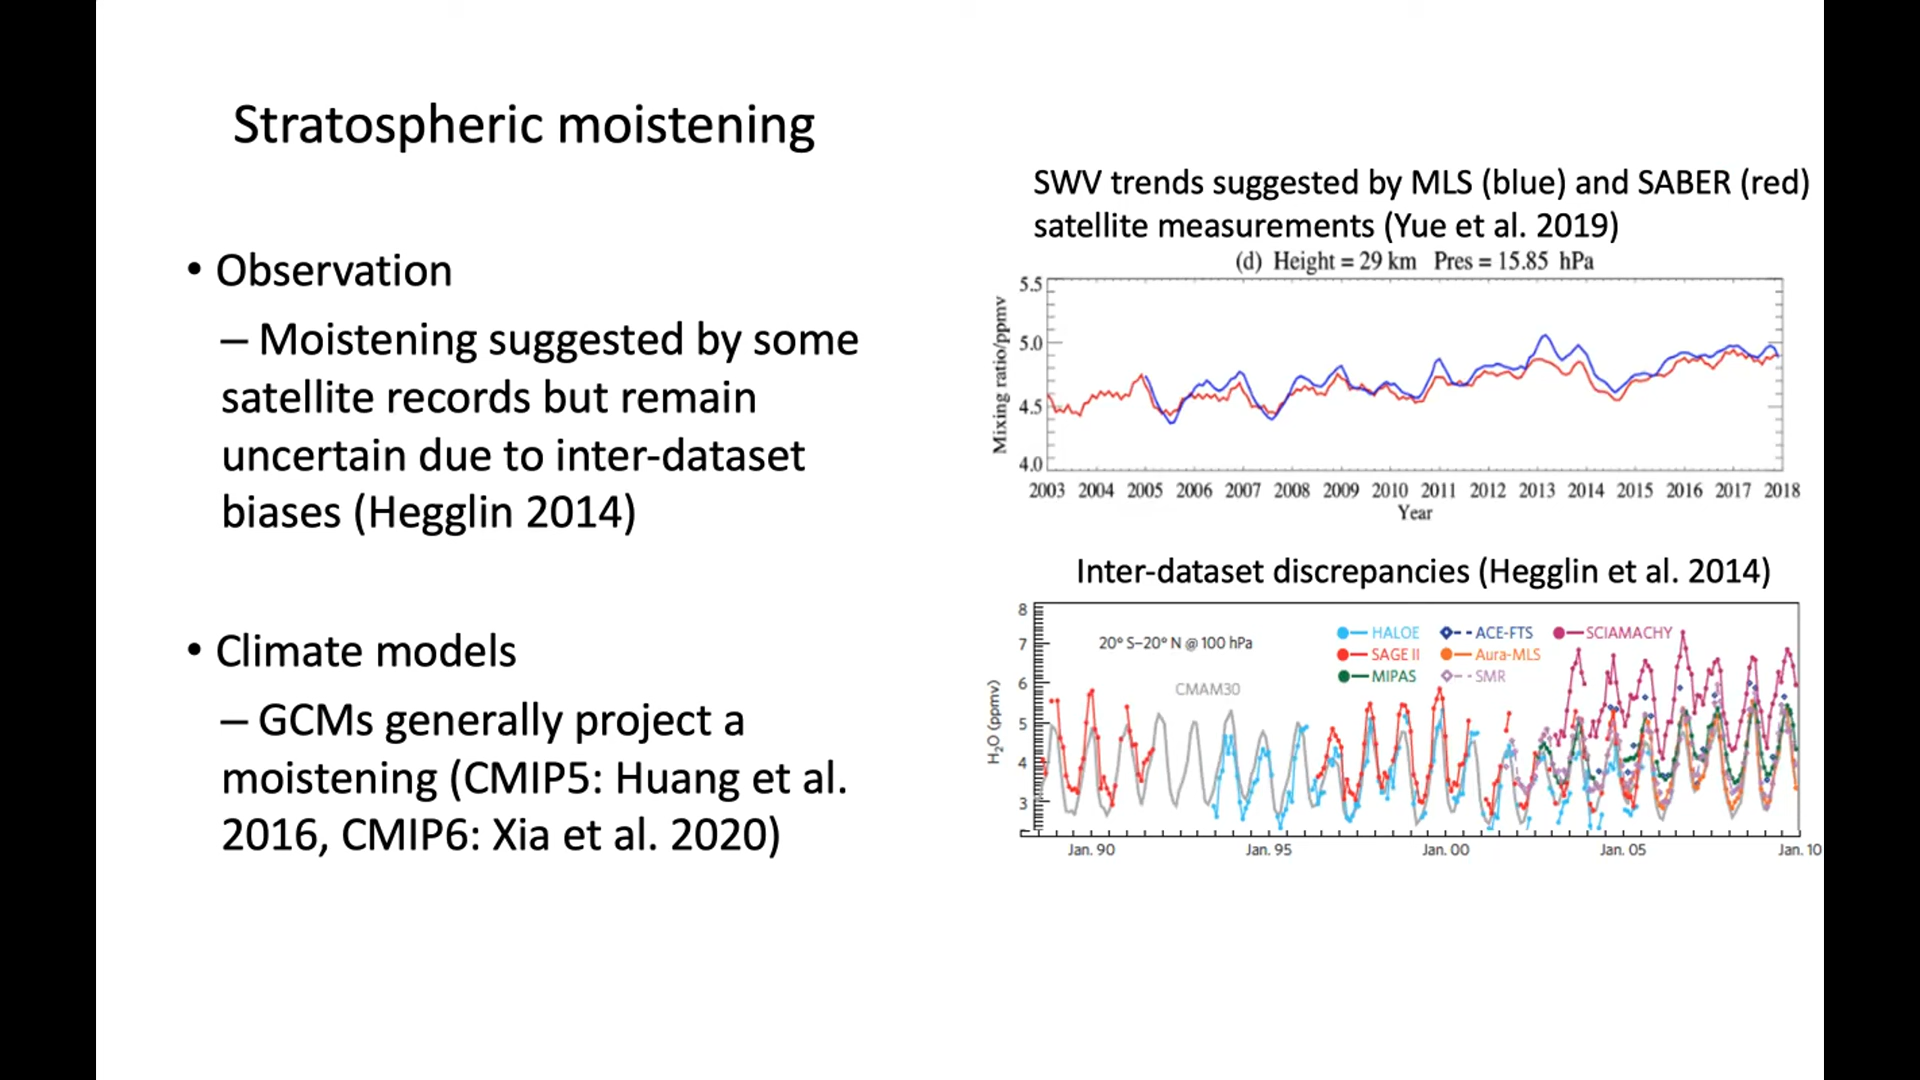 Stratospheric moistening
• Observation
– Moistening suggested by some
satellite records but remain
uncertain due to inter-dataset
biases (Hegglin 2014)
• Climate models
– GCMs generally project a
moistening (CMIP5: Huang et al.
2016, CMIP6: Xia et al. 2020)
SWV trends suggested by MLS (blue) and SABER (red)
satellite measurements (Yue et al. 2019)
(d) Height = 29 km Pres = 15.85 hPa
Mixing ratio/ppmv
5.5
5.0
4.5
4.0
2003 2004 2005 2006 2007 2008 2009 2010 2011 2012 2013 2014 2015 2016 2017 2018
Year
Inter-dataset discrepancies (Hegglin et al. 2014)
H₂O (ppmv)
8
7
6
5
4
3
20° S–20° N @ 100 hPa
CMAM30
HALOE ACE-FTS SCIAMACHY
SAGE II Aura-MLS
MIPAS SMR
Jan. 90 Jan. 95 Jan. 00 Jan. 05 Jan. 10